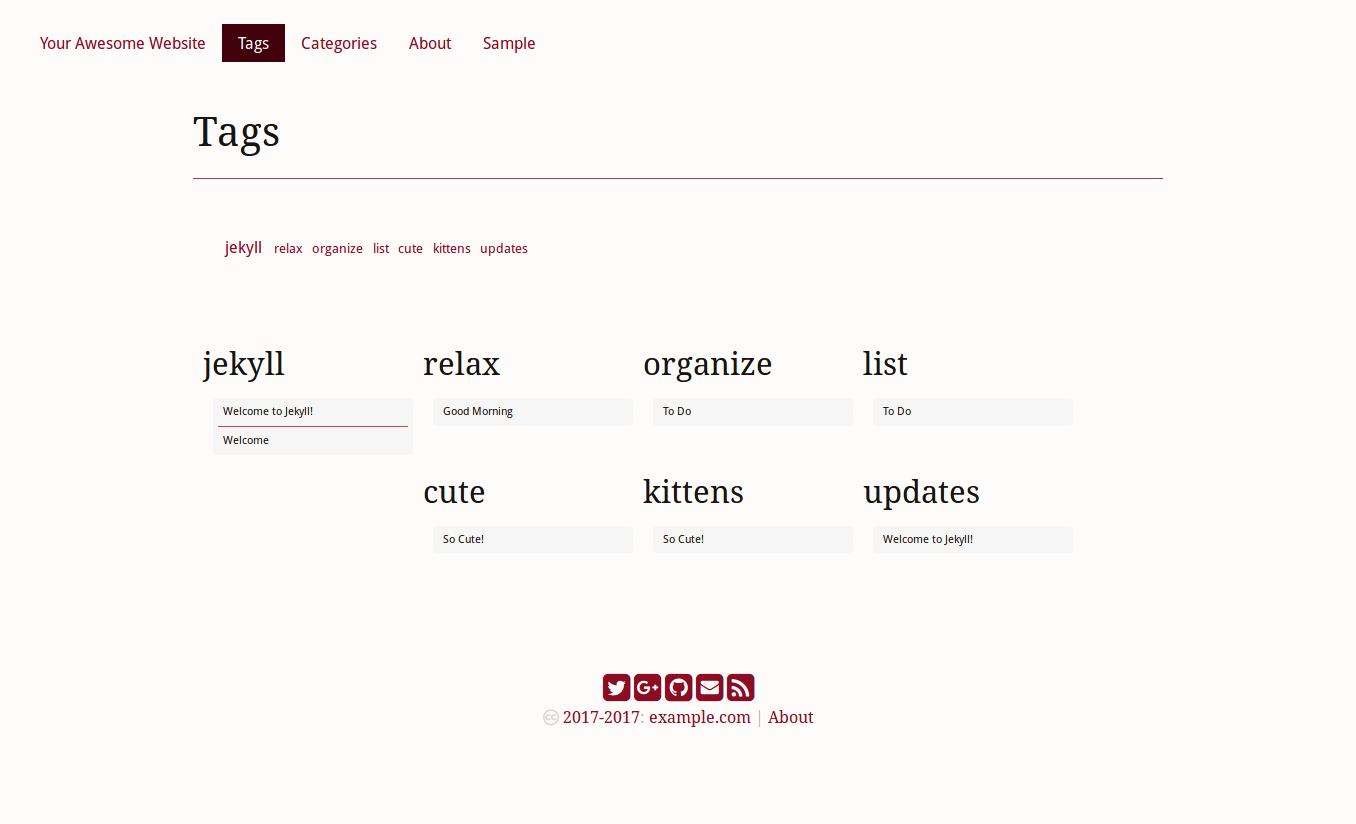 Your Awesome Website Tags Categories About Sample
Tags
jekyll relax organize list cute kittens updates
jekyll relax organize list
Welcome to Jekyll! Good Morning To Do To Do
Welcome
cute kittens updates
So Cute! So Cute! Welcome to Jekyll!
G+
cc 2017-2017: example.com | About